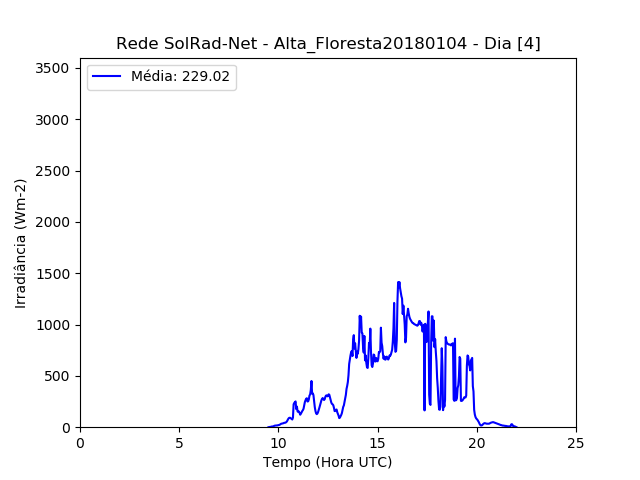 Rede SolRad-Net - Alta_Floresta20180104 - Dia [4]
Média: 229.02
3500
3000
2500
2000
1500
1000
500
0
Irradiância (Wm-2)
0 5 10 15 20 25
Tempo (Hora UTC)